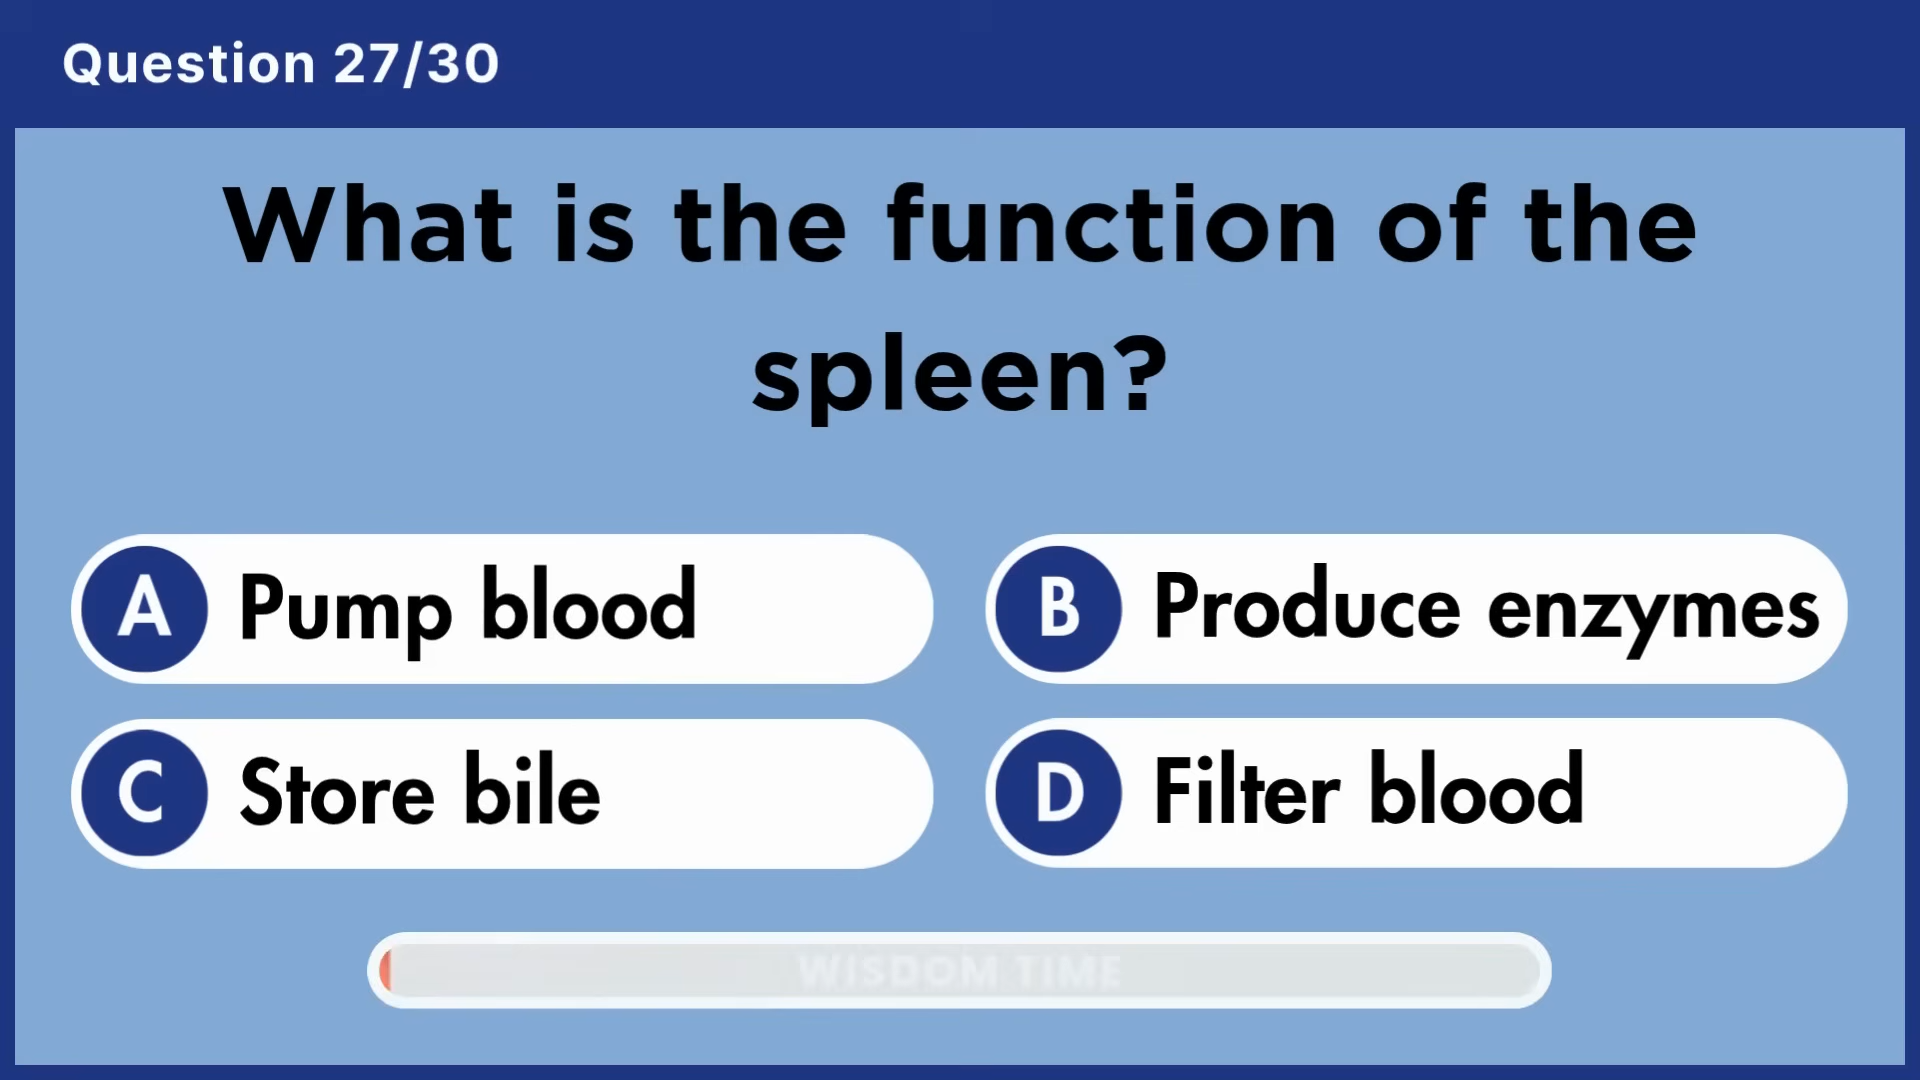 Question 27/30
What is the function of the
spleen?
A Pump blood
B Produce enzymes
C Store bile
D Filter blood
WISDOM TIME